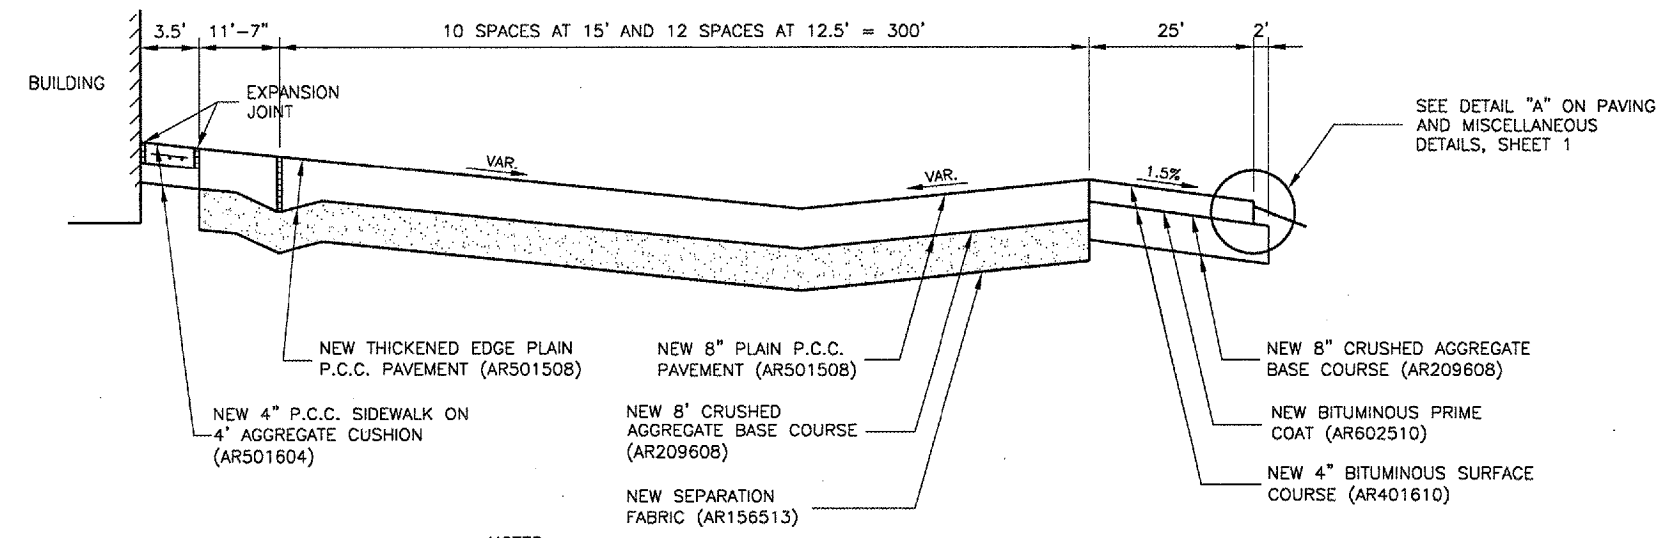 3.5'
11'-7"
10 SPACES AT 15' AND 12 SPACES AT 12.5' = 300'
25'
2'
BUILDING
EXPANSION
JOINT
SEE DETAIL "A" ON PAVING
AND MISCELLANEOUS
DETAILS, SHEET 1
VAR.
VAR.
1.5%
NEW THICKENED EDGE PLAIN
P.C.C. PAVEMENT (AR501508)
NEW 8" PLAIN P.C.C.
PAVEMENT (AR501508)
NEW 8" CRUSHED AGGREGATE
BASE COURSE (AR209608)
NEW 4" P.C.C. SIDEWALK ON
4' AGGREGATE CUSHION
(AR501604)
NEW 8' CRUSHED
AGGREGATE BASE COURSE
(AR209608)
NEW BITUMINOUS PRIME
COAT (AR602510)
NEW SEPARATION
FABRIC (AR156513)
NEW 4" BITUMINOUS SURFACE
COURSE (AR401610)